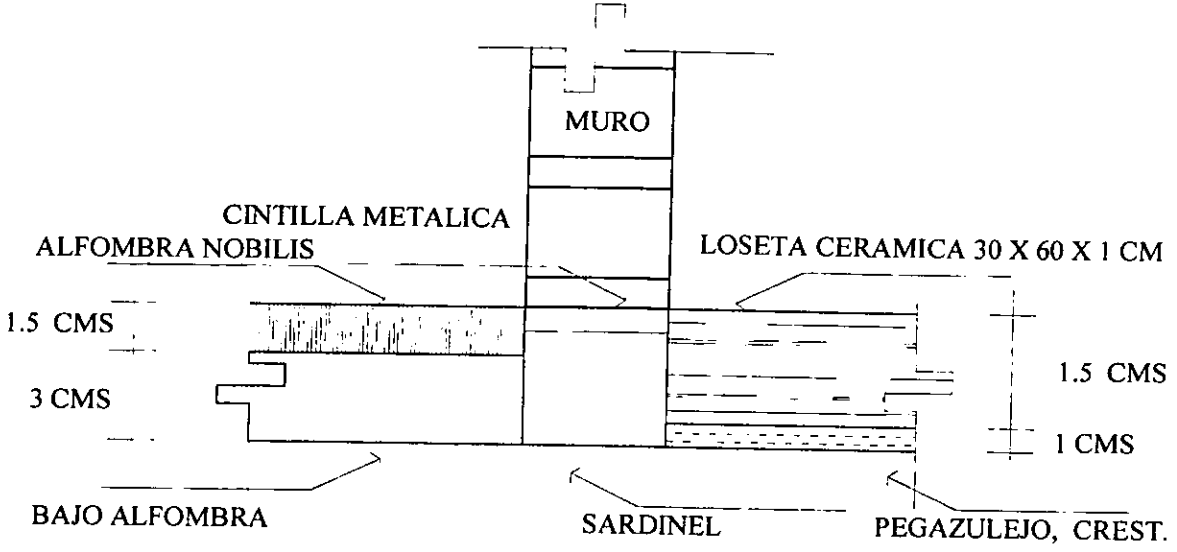 MURO
CINTILLA METALICA
ALFOMBRA NOBILIS
LOSETA CERAMICA 30 X 60 X 1 CM
1.5 CMS
1.5 CMS
3 CMS
1 CMS
BAJO ALFOMBRA
SARDINEL
PEGAZULEJO, CREST.